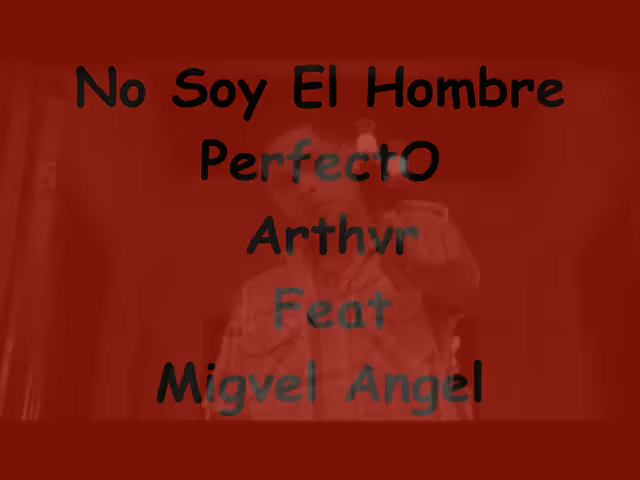 No Soy El Hombre
PerfectO
Arthvr
Feat
Migvel Angel